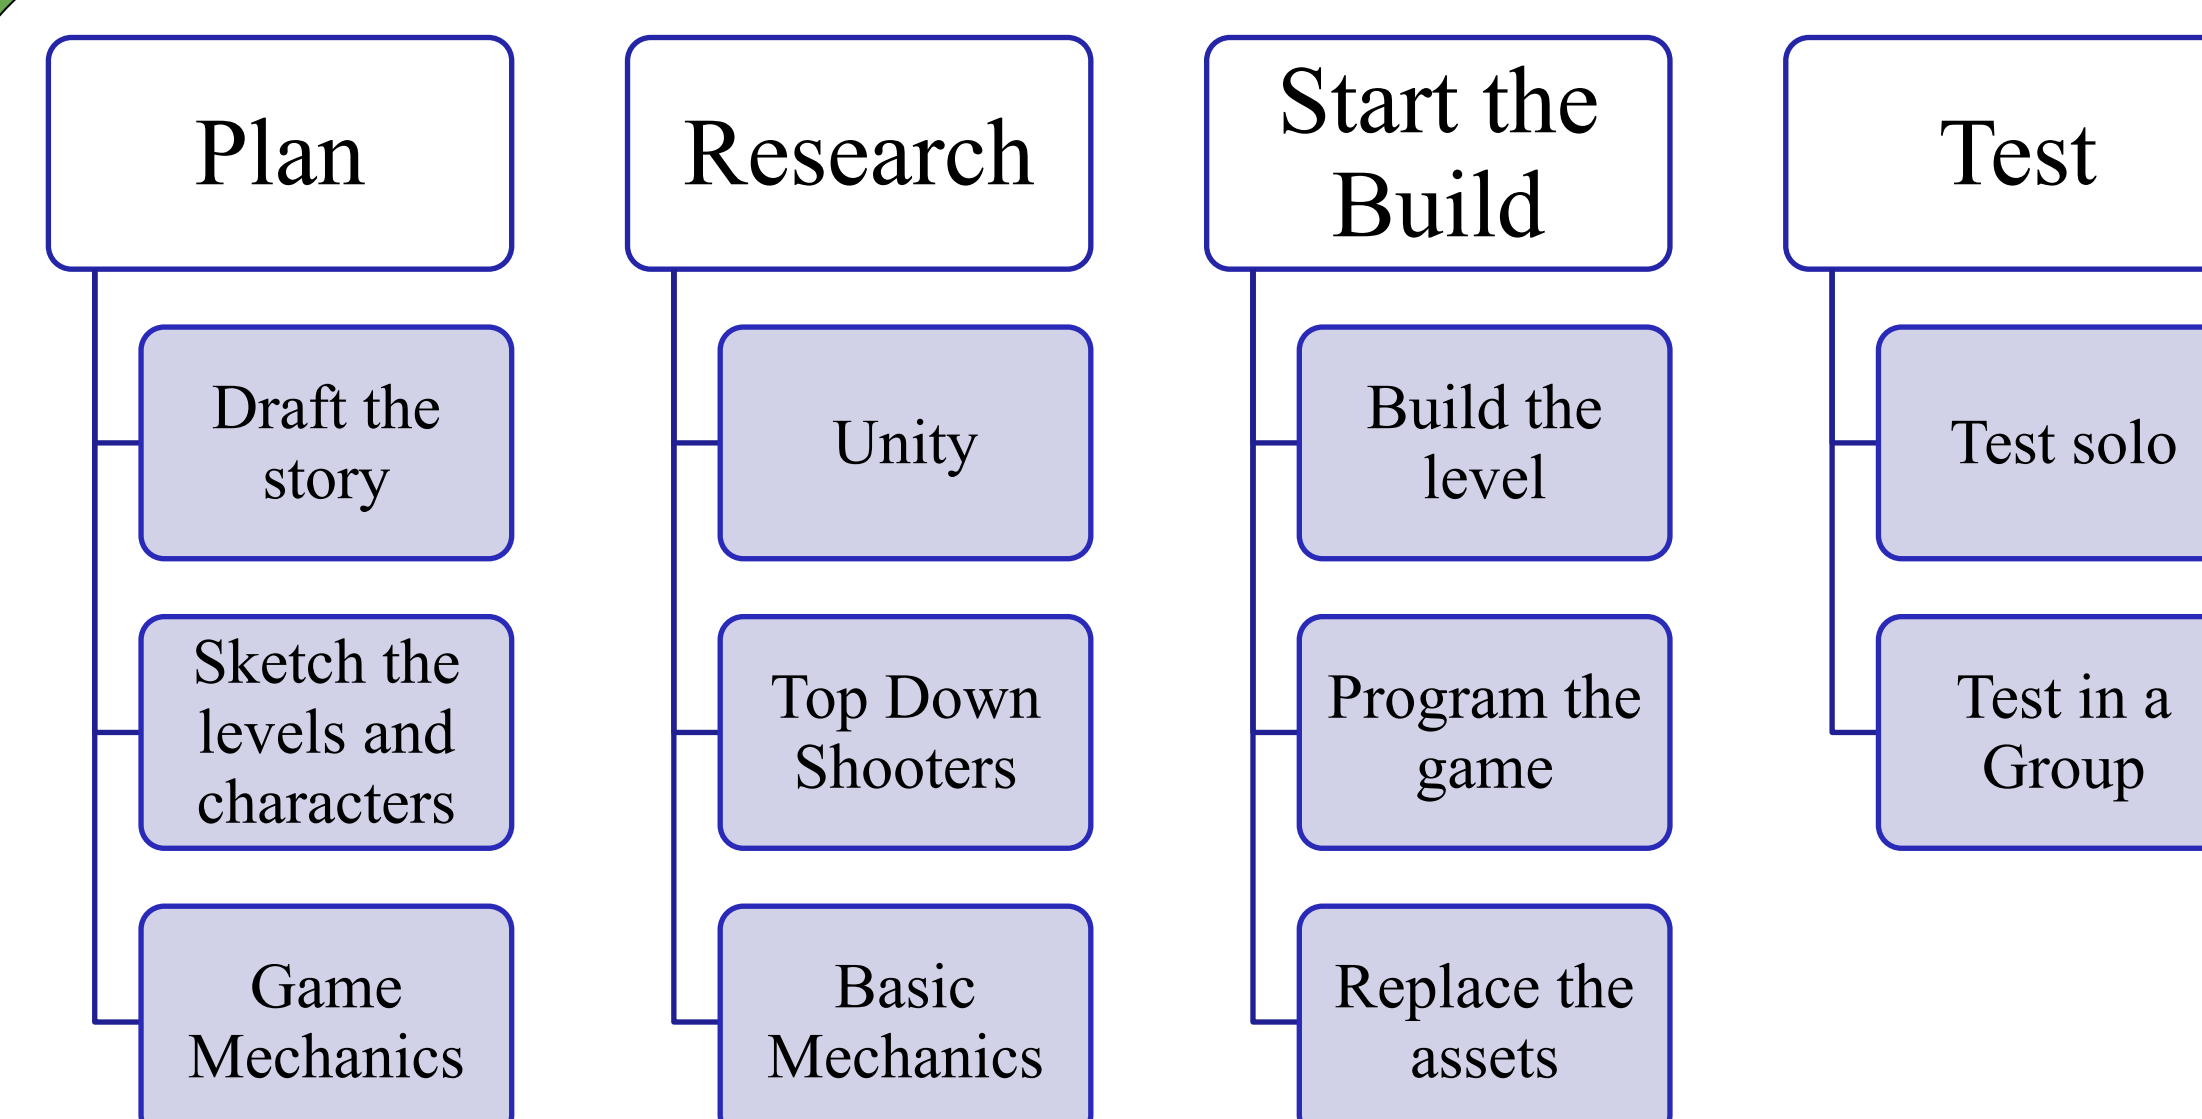 Plan
Draft the
story
Sketch the
levels and
characters
Game
Mechanics
Research
Unity
Top Down
Shooters
Basic
Mechanics
Start the
Build
Build the
level
Program the
game
Replace the
assets
Test
Test solo
Test in a
Group